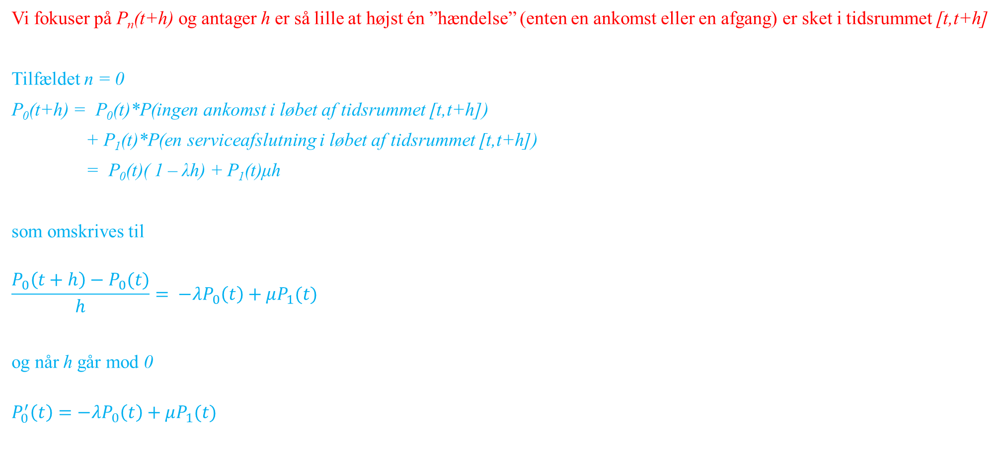 Vi fokuser på Pₙ(t+h) og antager h er så lille at højst én ”hændelse” (enten en ankomst eller en afgang) er sket i tidsrummet [t,t+h]
Tilfældet n = 0
P₀(t+h) = P₀(t)*P(ingen ankomst i løbet af tidsrummet [t,t+h])
+ P₁(t)*P(en serviceafslutning i løbet af tidsrummet [t,t+h])
= P₀(t)( 1 – λh) + P₁(t)μh
som omskrives til
P₀(t + h) − P₀(t)
h
= −λP₀(t) + μP₁(t)
og når h går mod 0
P₀′(t) = −λP₀(t) + μP₁(t)